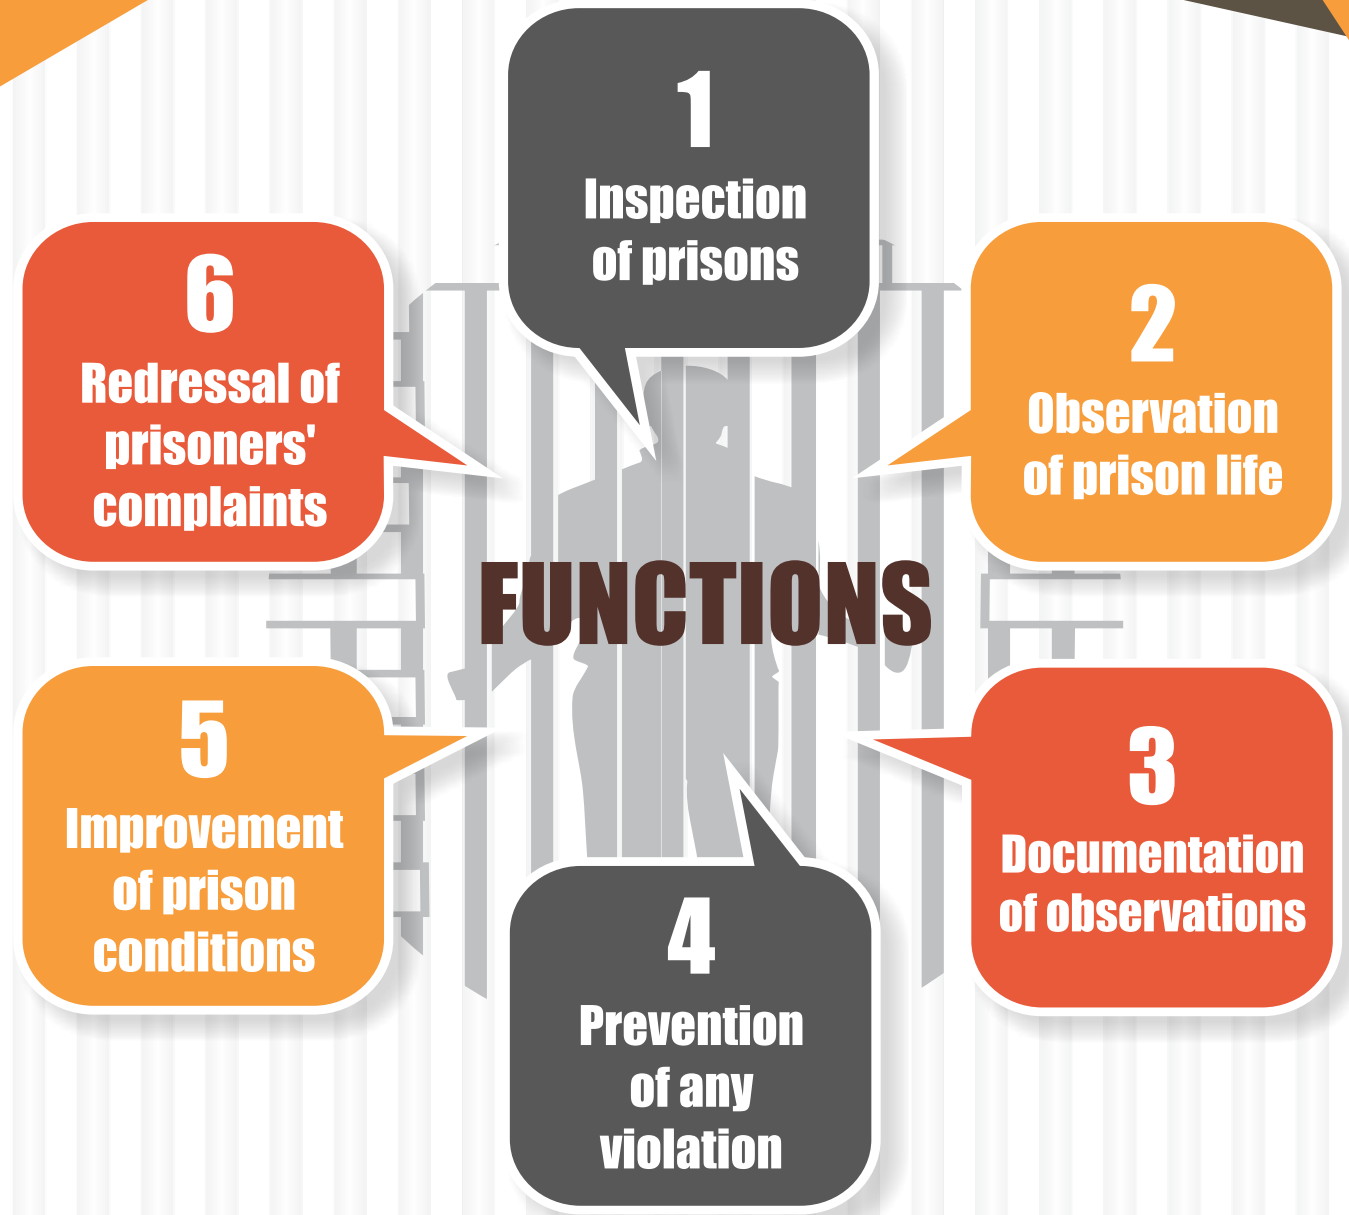 1
Inspection
of prisons
2
Observation
of prison life
3
Documentation
of observations
4
Prevention
of any
violation
5
Improvement
of prison
conditions
6
Redressal of
prisoners'
complaints
FUNCTIONS